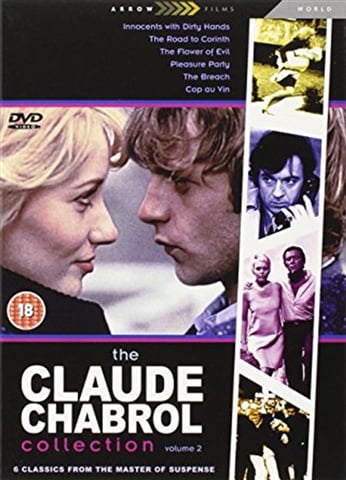 ARROW FILMS WORLD
Innocents with Dirty Hands
The Road to Corinth
The Flower of Evil
Pleasure Party
The Breach
Cop au Vin
DVD
VIDEO
18
the
CLAUDE
CHABROL
collection volume 2
6 CLASSICS FROM THE MASTER OF SUSPENSE